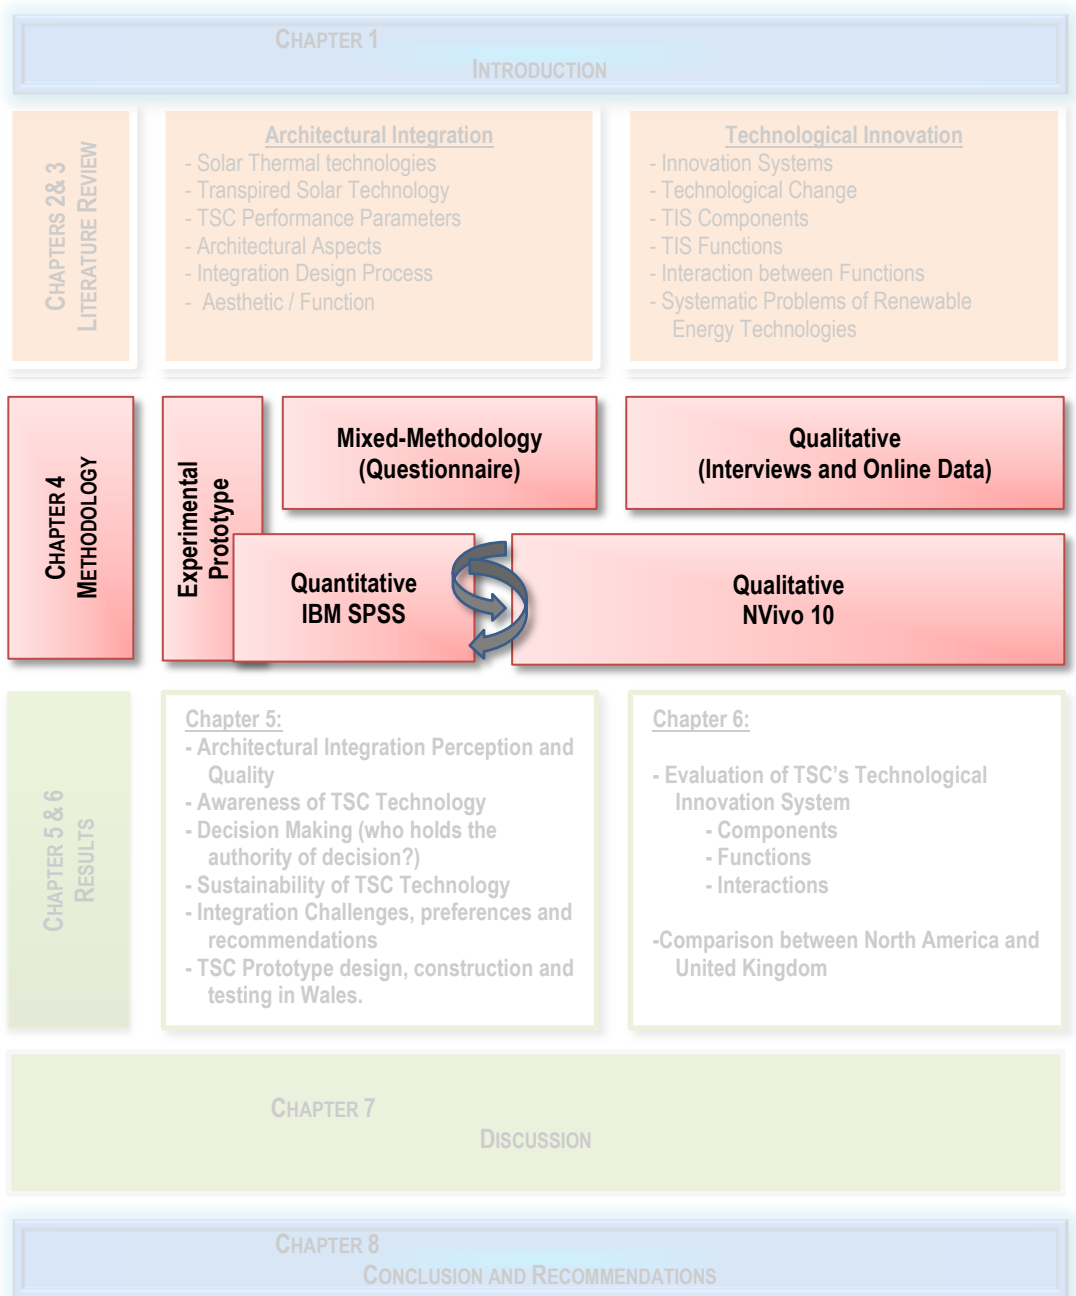 CHAPTER 1
INTRODUCTION
CHAPTERS 2& 3
LITERATURE REVIEW
Architectural Integration
- Solar Thermal technologies
- Transpired Solar Technology
- TSC Performance Parameters
- Architectural Aspects
- Integration Design Process
- Aesthetic / Function
Technological Innovation
- Innovation Systems
- Technological Change
- TIS Components
- TIS Functions
- Interaction between Functions
- Systematic Problems of Renewable
Energy Technologies
CHAPTER 4
METHODOLOGY
Experimental
Prototype
Mixed-Methodology
(Questionnaire)
Qualitative
(Interviews and Online Data)
Quantitative
IBM SPSS
Qualitative
NVivo 10
CHAPTER 5 & 6
RESULTS
Chapter 5:
- Architectural Integration Perception and
Quality
- Awareness of TSC Technology
- Decision Making (who holds the
authority of decision?)
- Sustainability of TSC Technology
- Integration Challenges, preferences and
recommendations
- TSC Prototype design, construction and
testing in Wales.
Chapter 6:
- Evaluation of TSC's Technological
Innovation System
- Components
- Functions
- Interactions
-Comparison between North America and
United Kingdom
CHAPTER 7
DISCUSSION
CHAPTER 8
CONCLUSION AND RECOMMENDATIONS